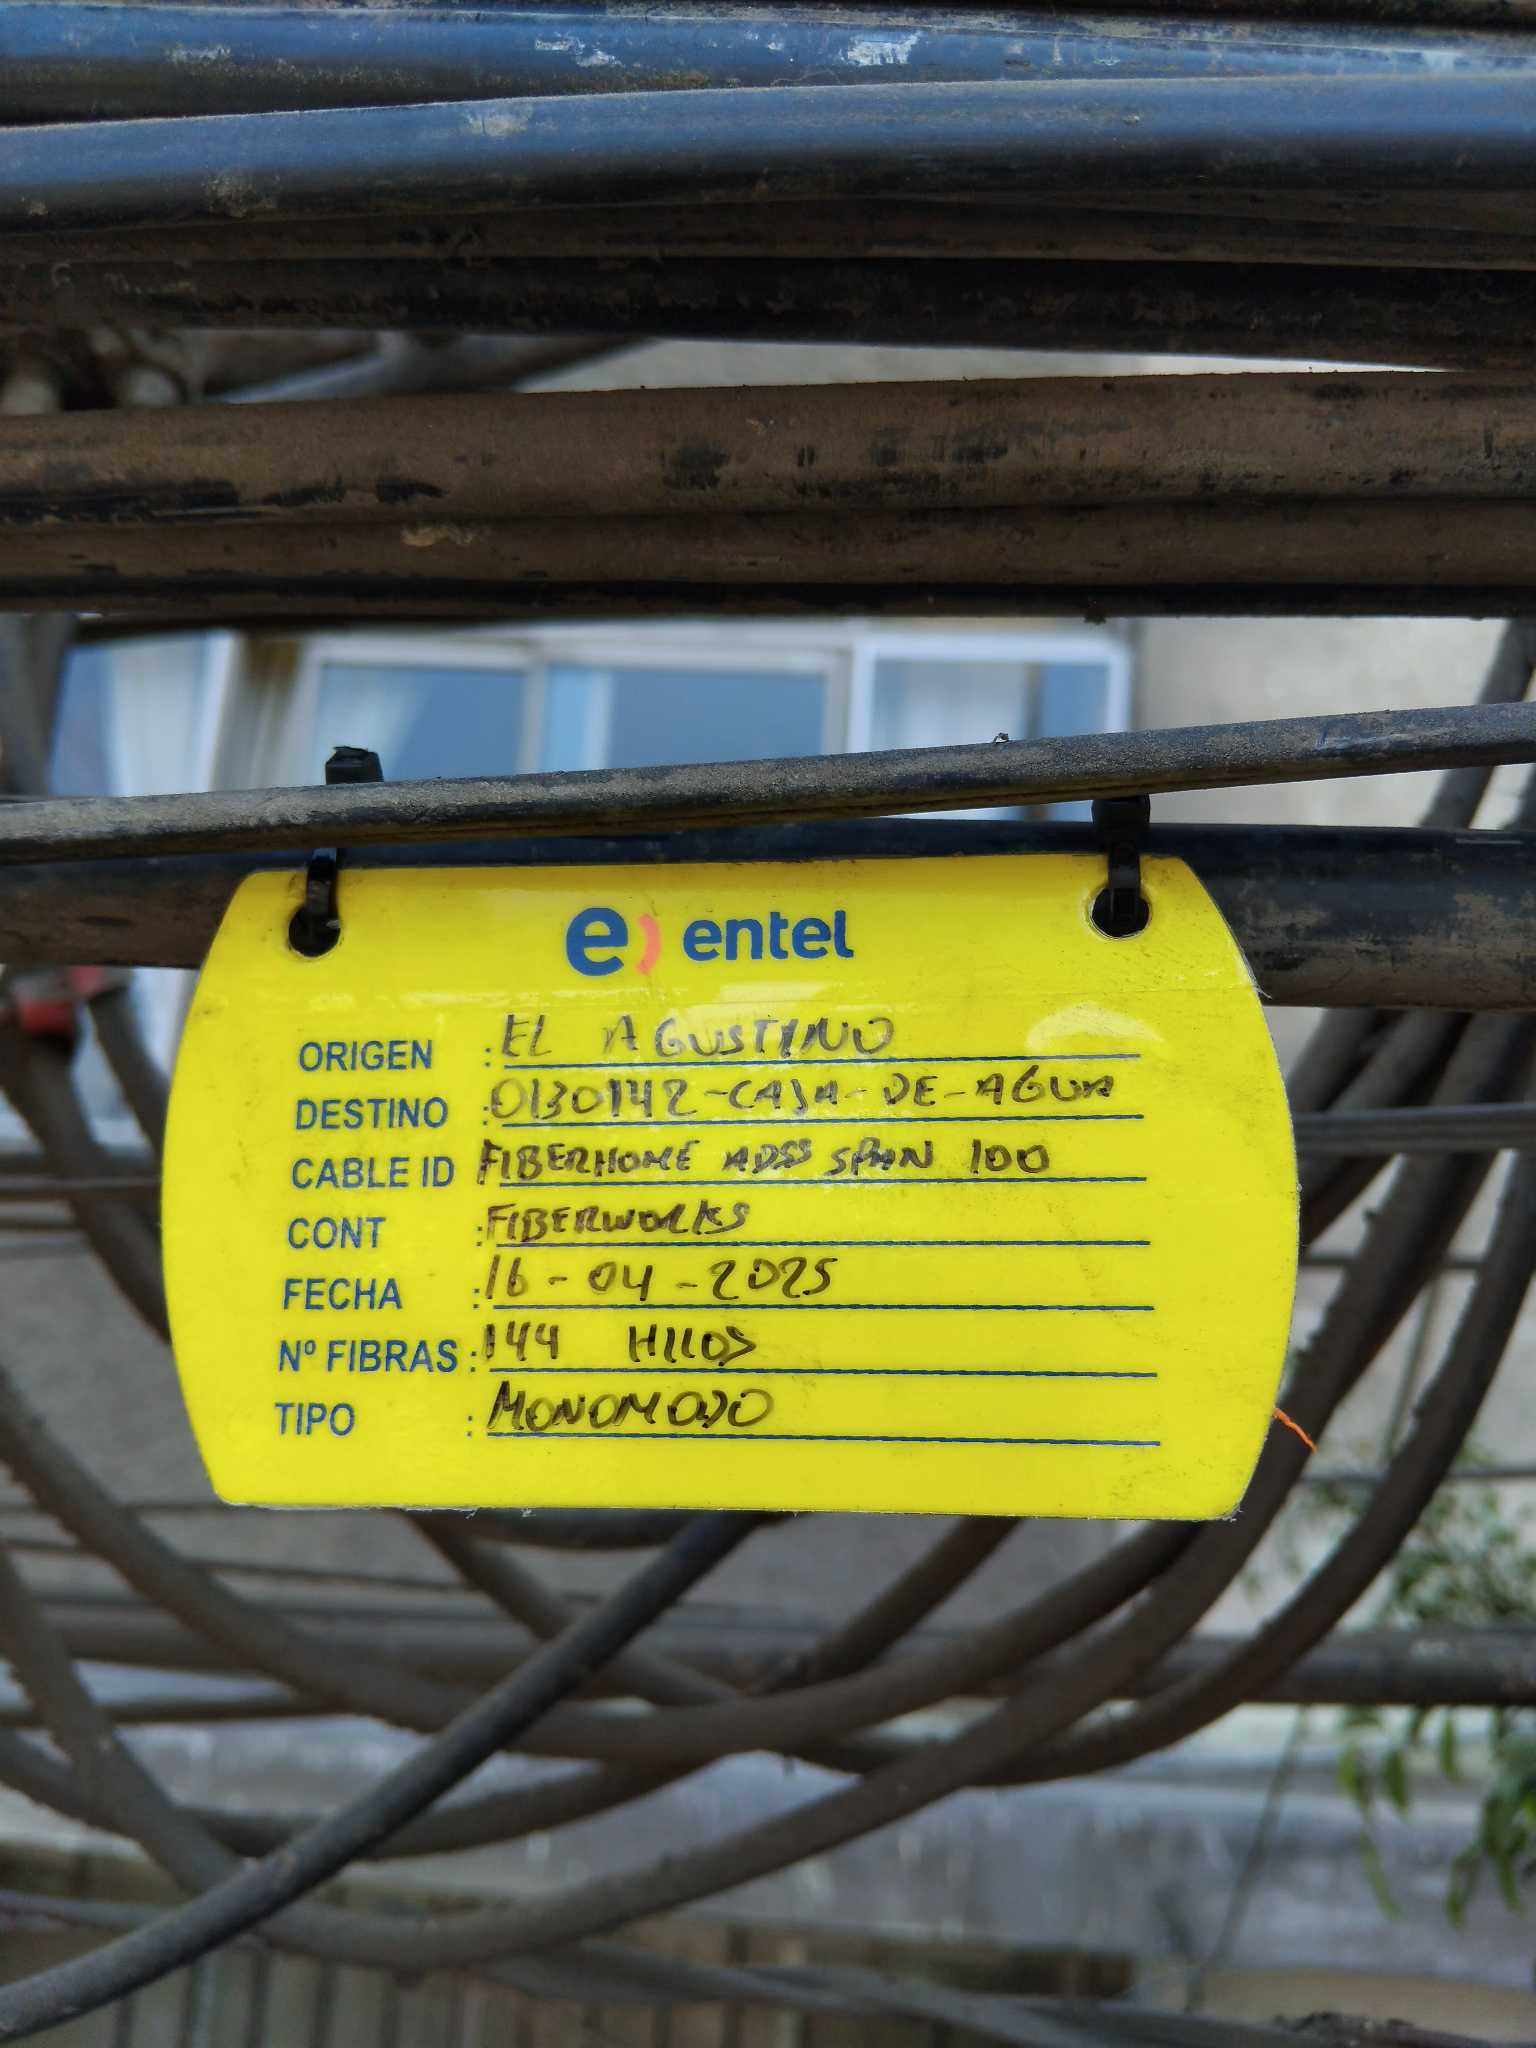 e) entel
ORIGEN : EL AGUSTINO
DESTINO : 0130142-CAJA-DE-AGUA
CABLE ID FIBERHOME ADSS SPAN 100
CONT : FIBERWORKS
FECHA : 16-04-2025
Nº FIBRAS : 144 HILOS
TIPO : MONOMODO